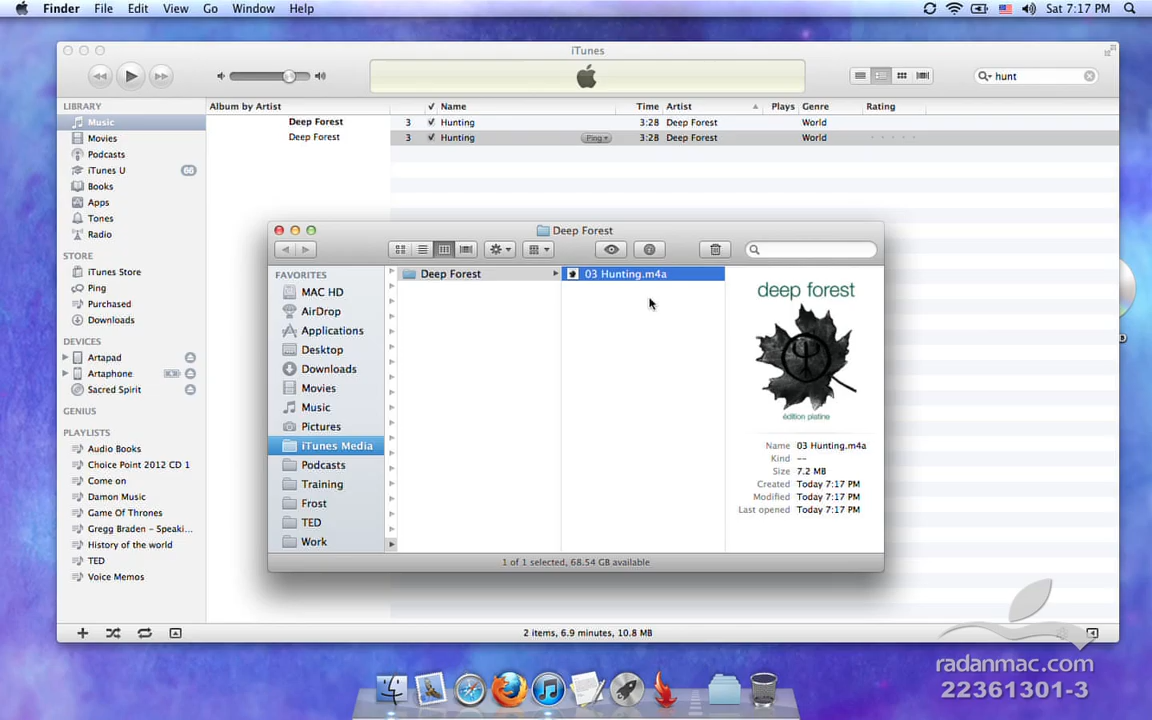 Finder File Edit View Go Window Help Sat 7:17 PM
iTunes
hunt
LIBRARY
Music
Movies
Podcasts
iTunes U 66
Books
Apps
Tones
Radio
STORE
iTunes Store
Ping
Purchased
Downloads
DEVICES
Artapad
Artaphone
Sacred Spirit
GENIUS
PLAYLISTS
Audio Books
Choice Point 2012 CD 1
Come on
Damon Music
Game Of Thrones
Gregg Braden - Speaki...
History of the world
TED
Voice Memos
Album by Artist ✓ Name Time Artist Plays Genre Rating
Deep Forest 3 ✓ Hunting 3:28 Deep Forest World
Deep Forest 3 ✓ Hunting Ping 3:28 Deep Forest World
Deep Forest
FAVORITES
MAC HD
AirDrop
Applications
Desktop
Downloads
Movies
Music
Pictures
iTunes Media
Podcasts
Training
Frost
TED
Work
Deep Forest
03 Hunting.m4a
deep forest
édition platine
Name 03 Hunting.m4a
Kind --
Size 7.2 MB
Created Today 7:17 PM
Modified Today 7:17 PM
Last opened Today 7:17 PM
1 of 1 selected, 68.54 GB available
2 items, 6.9 minutes, 10.8 MB
radanmac.com
22361301-3